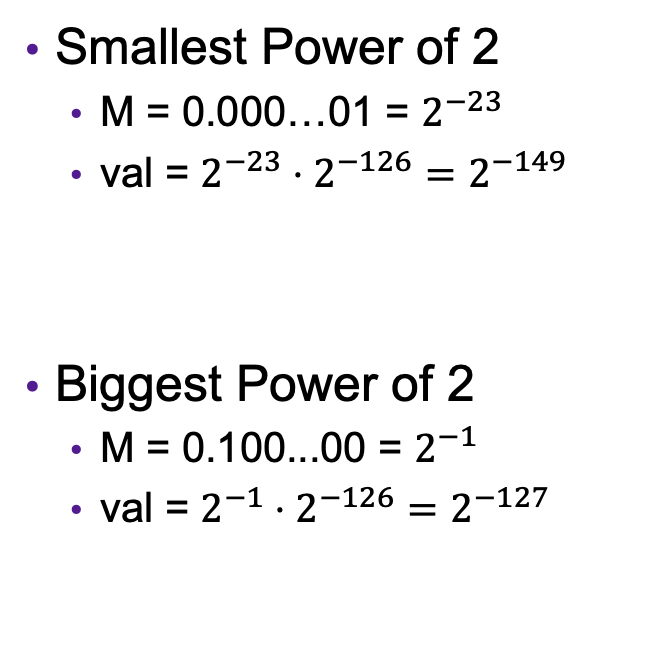 • Smallest Power of 2
• M = 0.000…01 = 2⁻²³
• val = 2⁻²³ · 2⁻¹²⁶ = 2⁻¹⁴⁹
• Biggest Power of 2
• M = 0.100...00 = 2⁻¹
• val = 2⁻¹ · 2⁻¹²⁶ = 2⁻¹²⁷